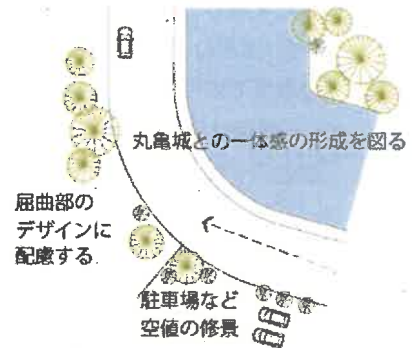 丸亀城との一体感の形成を図る
屈曲部の
デザインに
配慮する
駐車場など
空値の修景